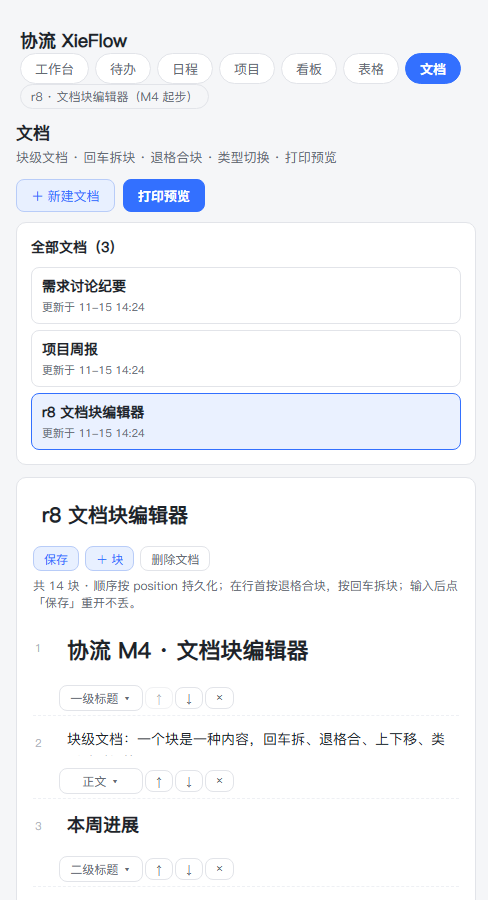 协流 XieFlow
工作台 待办 日程 项目 看板 表格 文档
r8 · 文档块编辑器（M4 起步）
文档
块级文档 · 回车拆块 · 退格合块 · 类型切换 · 打印预览
＋ 新建文档 打印预览
全部文档（3）
需求讨论纪要
更新于 11-15 14:24
项目周报
更新于 11-15 14:24
r8 文档块编辑器
更新于 11-15 14:24
r8 文档块编辑器
保存 ＋ 块 删除文档
共 14 块 · 顺序按 position 持久化；在行首按退格合块，按回车拆块；输入后点
「保存」重开不丢。
1 协流 M4 · 文档块编辑器
一级标题 ▾ ↑ ↓ ×
2 块级文档：一个块是一种内容，回车拆、退格合、上下移、类
正文 ▾ ↑ ↓ ×
3 本周进展
二级标题 ▾ ↑ ↓ ×